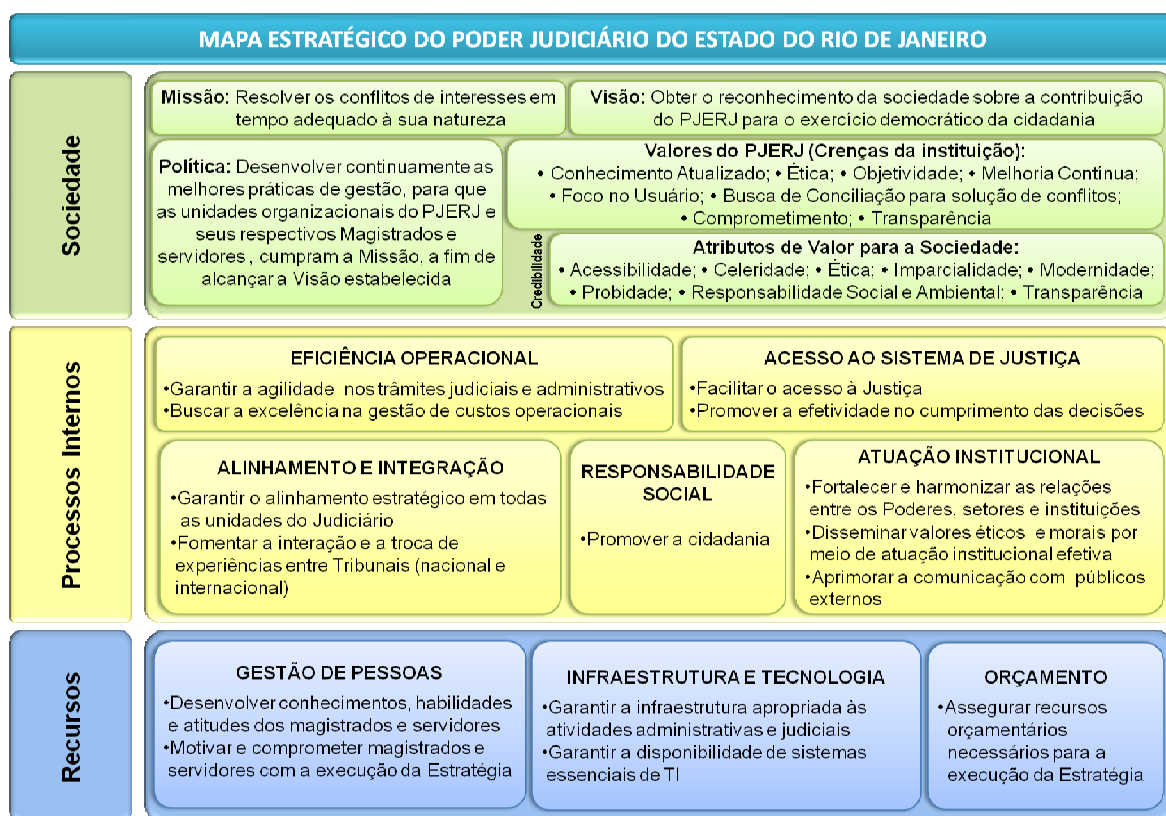 MAPA ESTRATÉGICO DO PODER JUDICIÁRIO DO ESTADO DO RIO DE JANEIRO
Sociedade
Missão: Resolver os conflitos de interesses em
tempo adequado à sua natureza
Visão: Obter o reconhecimento da sociedade sobre a contribuição
do PJERJ para o exercício democrático da cidadania
Política: Desenvolver continuamente as
melhores práticas de gestão, para que
as unidades organizacionais do PJERJ e
seus respectivos Magistrados e
servidores , cumpram a Missão, a fim de
alcançar a Visão estabelecida
Valores do PJERJ (Crenças da instituição):
• Conhecimento Atualizado; • Ética; • Objetividade; • Melhoria Continua;
• Foco no Usuário; • Busca de Conciliação para solução de conflitos;
• Comprometimento; • Transparência
Credibilidade
Atributos de Valor para a Sociedade:
• Acessibilidade; • Celeridade; • Ética; • Imparcialidade; • Modernidade;
• Probidade; • Responsabilidade Social e Ambiental; • Transparência
Processos Internos
EFICIÊNCIA OPERACIONAL
•Garantir a agilidade nos trâmites judiciais e administrativos
•Buscar a excelência na gestão de custos operacionais
ACESSO AO SISTEMA DE JUSTIÇA
•Facilitar o acesso à Justiça
•Promover a efetividade no cumprimento das decisões
ALINHAMENTO E INTEGRAÇÃO
•Garantir o alinhamento estratégico em todas
as unidades do Judiciário
•Fomentar a interação e a troca de
experiências entre Tribunais (nacional e
internacional)
RESPONSABILIDADE
SOCIAL
•Promover a cidadania
ATUAÇÃO INSTITUCIONAL
•Fortalecer e harmonizar as relações
entre os Poderes, setores e instituições
•Disseminar valores éticos e morais por
meio de atuação institucional efetiva
•Aprimorar a comunicação com públicos
externos
Recursos
GESTÃO DE PESSOAS
•Desenvolver conhecimentos, habilidades
e atitudes dos magistrados e servidores
•Motivar e comprometer magistrados e
servidores com a execução da Estratégia
INFRAESTRUTURA E TECNOLOGIA
•Garantir a infraestrutura apropriada às
atividades administrativas e judiciais
•Garantir a disponibilidade de sistemas
essenciais de TI
ORÇAMENTO
•Assegurar recursos
orçamentários
necessários para a
execução da Estratégia